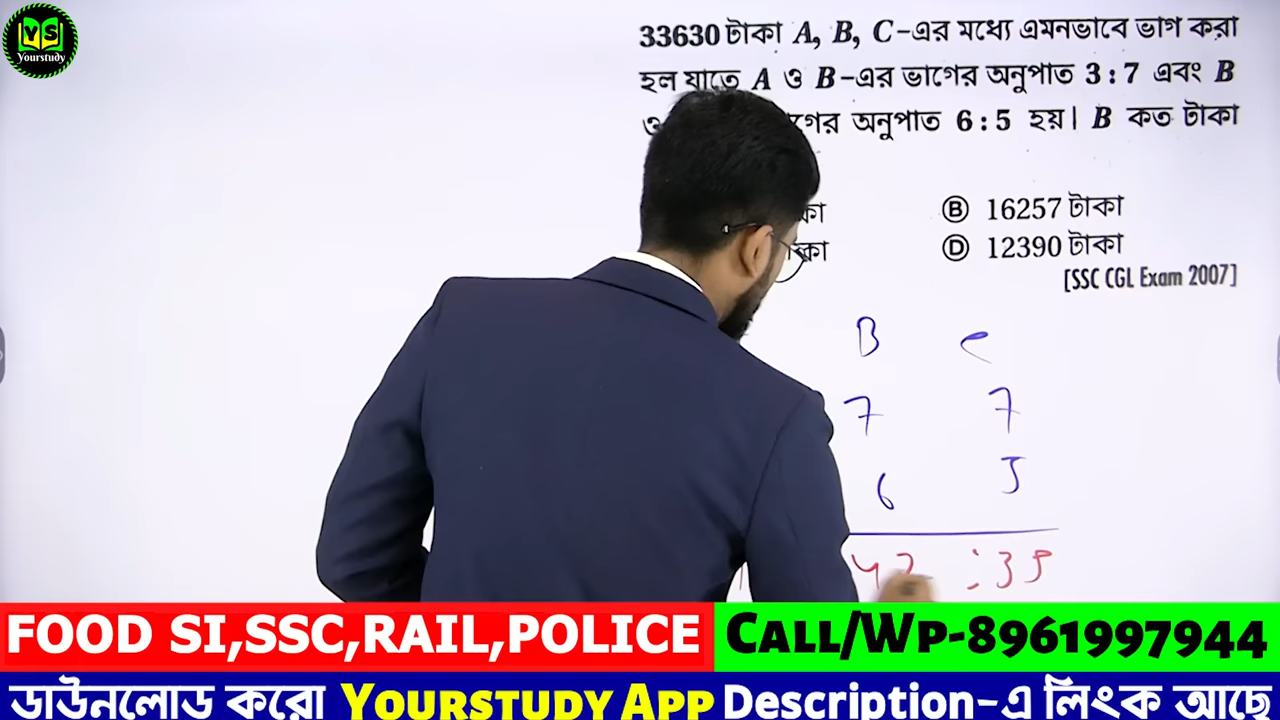 YS
Yourstudy
33630 টাকা A, B, C-এর মধ্যে এমনভাবে ভাগ করা
হল যাতে A ও B-এর ভাগের অনুপাত 3 : 7 এবং B
ও গের অনুপাত 6 : 5 হয়। B কত টাকা
কা Ⓑ 16257 টাকা
কা Ⓓ 12390 টাকা
[SSC CGL Exam 2007]
B C
7 7
6 5
42 : 35
FOOD SI,SSC,RAIL,POLICE
CALL/WP-8961997944
ডাউনলোড করো YOURSTUDY APP Description-এ লিংক আছে